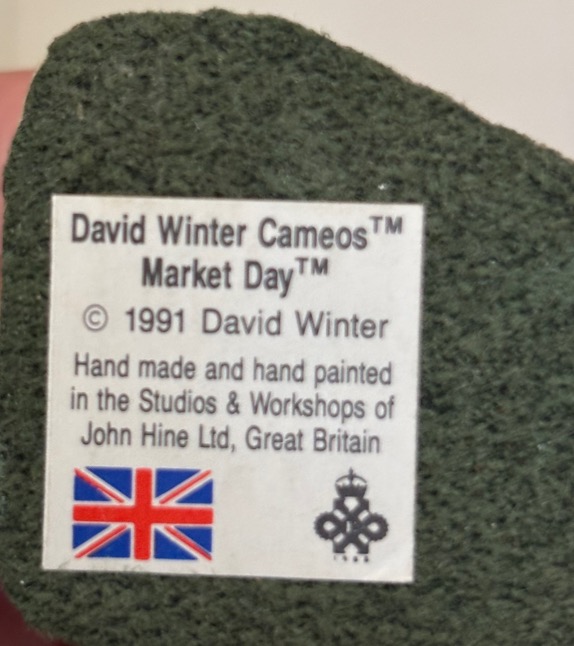 David Winter Cameos™
Market Day™
© 1991 David Winter
Hand made and hand painted
in the Studios & Workshops of
John Hine Ltd, Great Britain